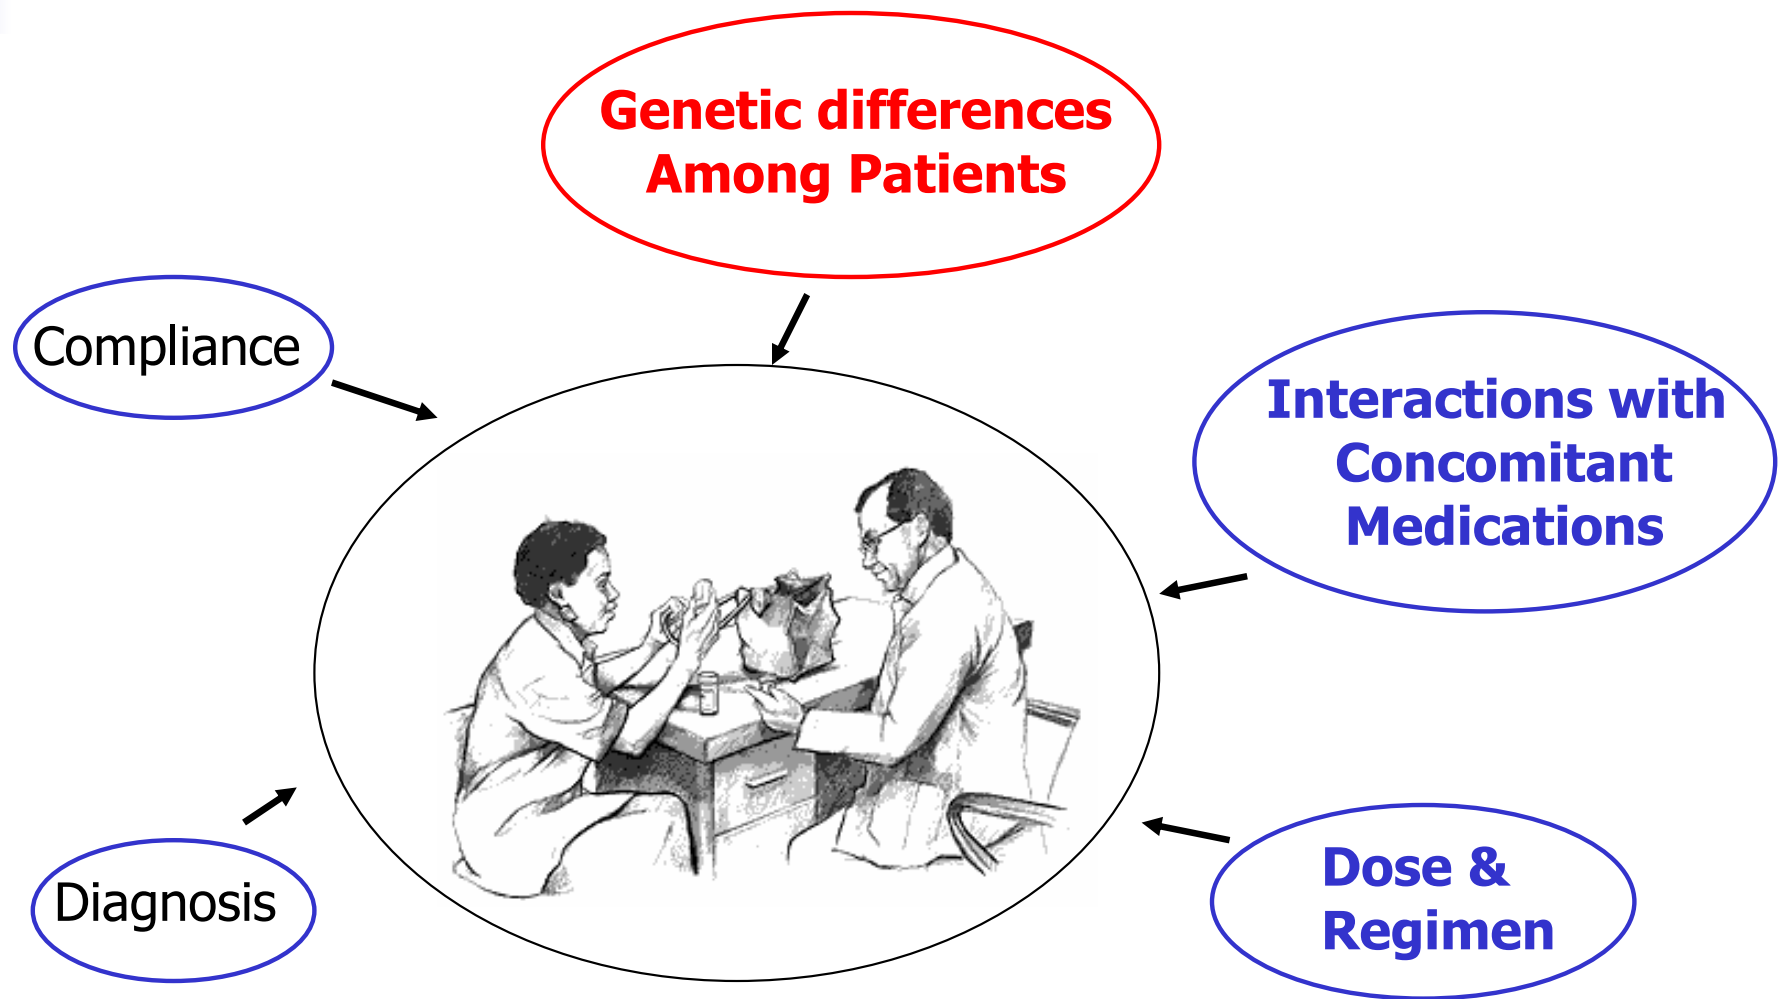 Genetic differences
Among Patients
Compliance
Interactions with
Concomitant
Medications
Diagnosis
Dose &
Regimen